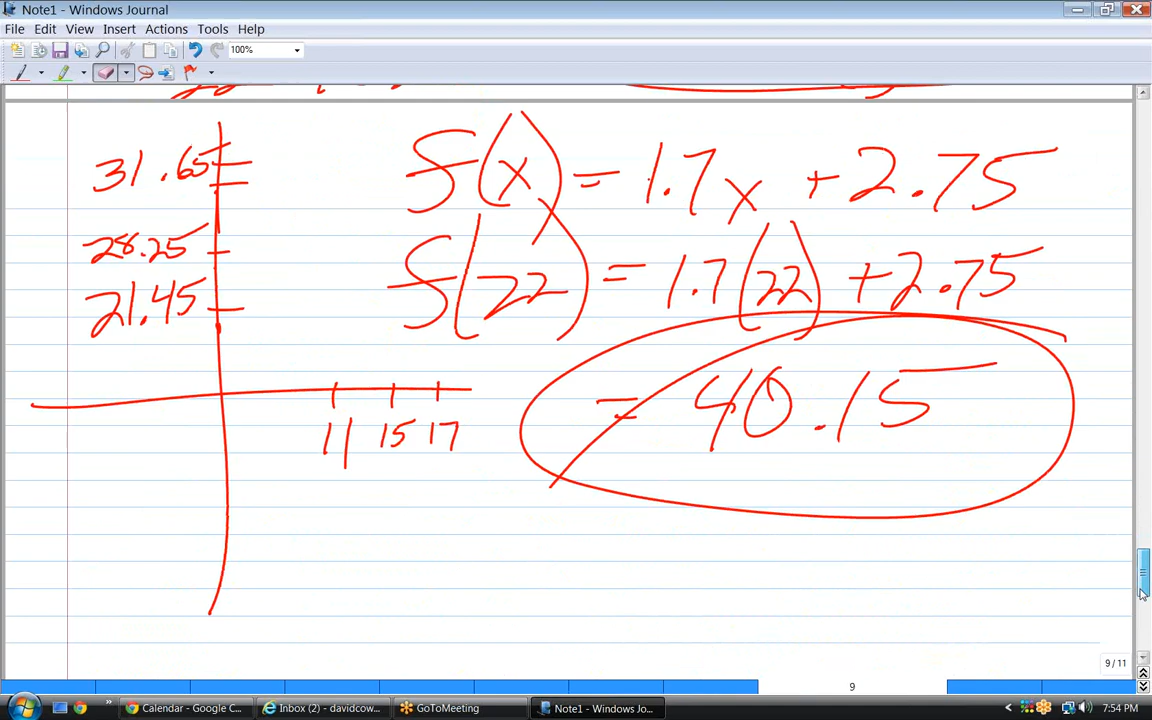 Note1 - Windows Journal
File Edit View Insert Actions Tools Help
100%
31.65
28.25
21.45
11 15 17
f(x) = 1.7x + 2.75
f(22) = 1.7(22) + 2.75
= 40.15
9 / 11
9
Calendar - Google C...
Inbox (2) - davidcow...
GoToMeeting
Windows Jo...
7:54 PM